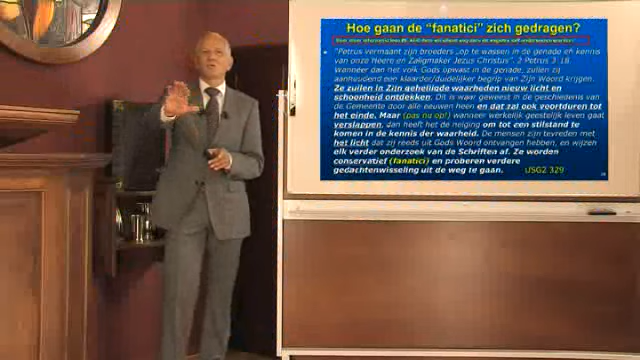 Hoe gaan de "fanatici" zich gedragen?
"Petrus vermaant zijn broeders „op te wassen in de genade en kennis
van onze Heere en Zaligmaker Jezus Christus". 2 Petrus 3:18.
Wanneer dan het volk Gods opwast in de genade, zullen zij
aanhoudend een klaarder/duidelijker begrip van Zijn Woord krijgen.
Ze zullen in Zijn geheiligde waarheden nieuw licht en
schoonheid ontdekken. Dit is waar geweest in de geschiedenis van
de Gemeente door alle eeuwen heen en dat zal ook voortduren tot
het einde. Maar (pas nu op!) wanneer werkelijk geestelijk leven gaat
verslappen, dan heeft het de neiging om tot een stilstand te
komen in de kennis der waarheid. De mensen zijn tevreden met
het licht dat zij reeds uit Gods Woord ontvangen hebben, en wijzen
elk verder onderzoek van de Schriften af. Ze worden
conservatief (fanatici) en proberen verdere
gedachtenwisseling uit de weg te gaan. USG2 329